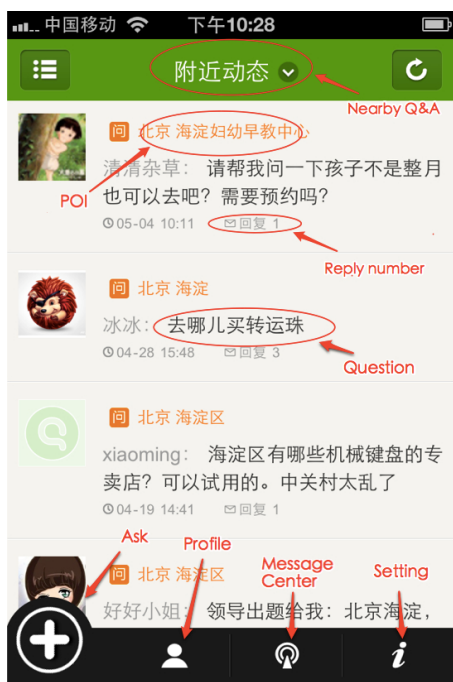 中国移动 下午10:28
附近动态
Nearby Q&A
问 北京 海淀妇幼早教中心
清清杂草： 请帮我问一下孩子不是整月
也可以去吧？需要预约吗？
POI
05-04 10:11 回复 1
Reply number
问 北京 海淀
冰冰： 去哪儿买转运珠
04-28 15:48 回复 3
Question
问 北京 海淀区
xiaoming： 海淀区有哪些机械键盘的专
卖店？可以试用的。中关村太乱了
04-19 14:41 回复 1
Ask
Profile
Message
Center
Setting
问 北京 海淀区
好好小姐： 领导出题给我：北京海淀，